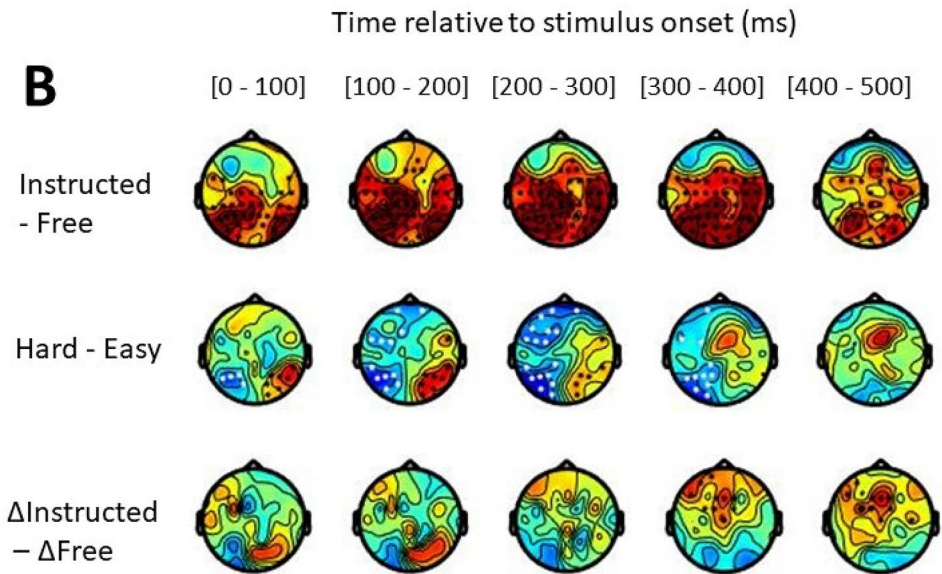 Time relative to stimulus onset (ms)
B
[0 - 100] [100 - 200] [200 - 300] [300 - 400] [400 - 500]
Instructed
- Free
Hard - Easy
ΔInstructed
– ΔFree